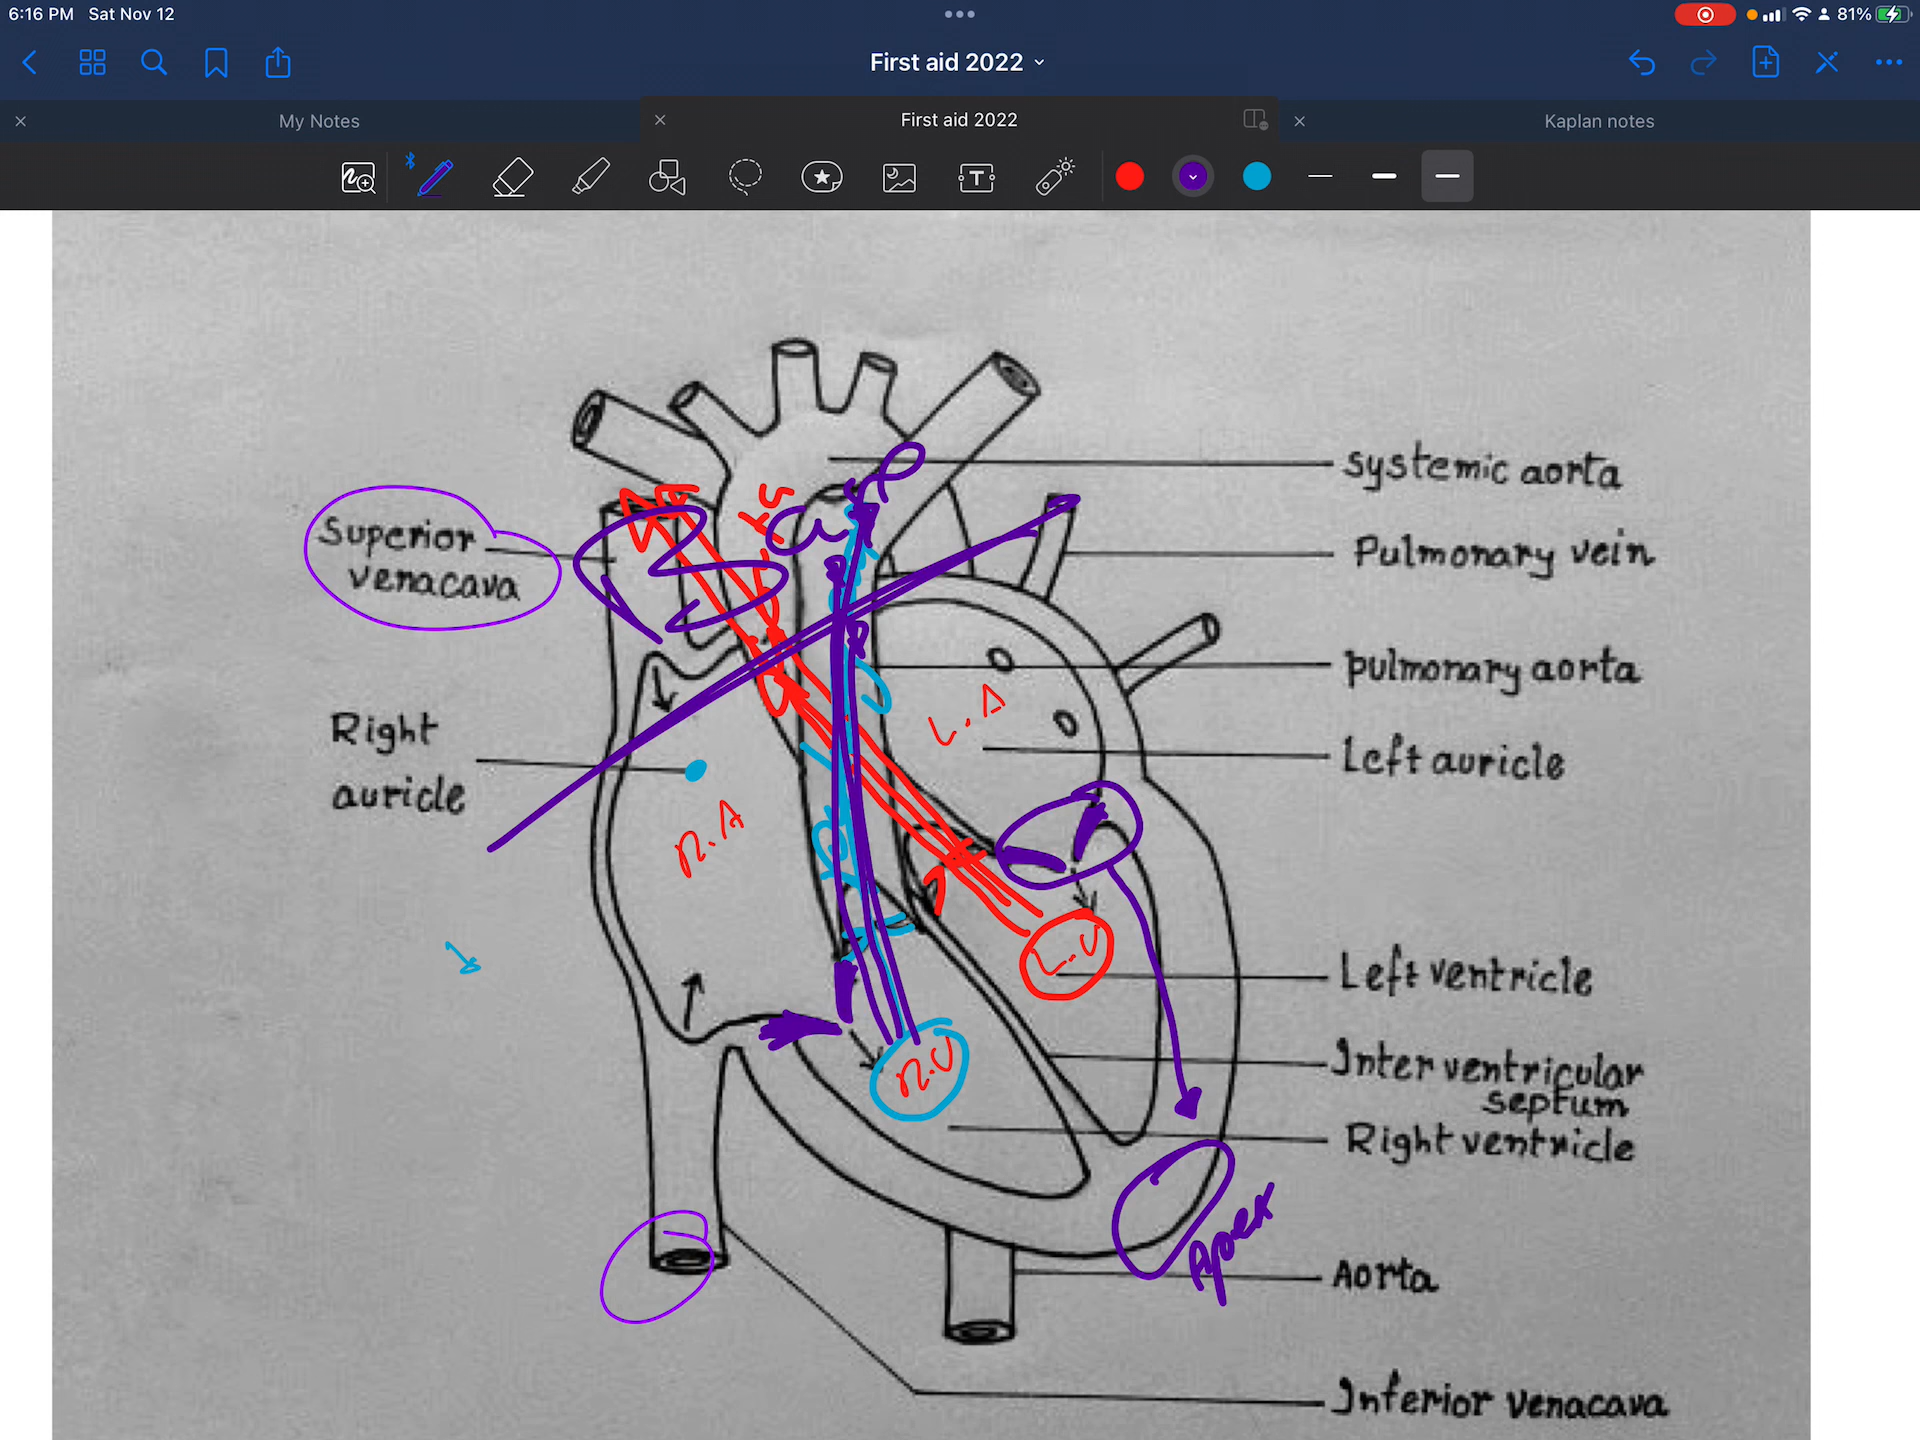 6:16 PM Sat Nov 12
81%
First aid 2022
My Notes
First aid 2022
Kaplan notes
systemic aorta
Superior
venacava
Pulmonary vein
pulmonary aorta
L.A
Right
auricle
Left auricle
R.A
L.V
Left ventricle
R.V
Inter ventricular
septum
Right ventricle
Apex
Aorta
Inferior venacava